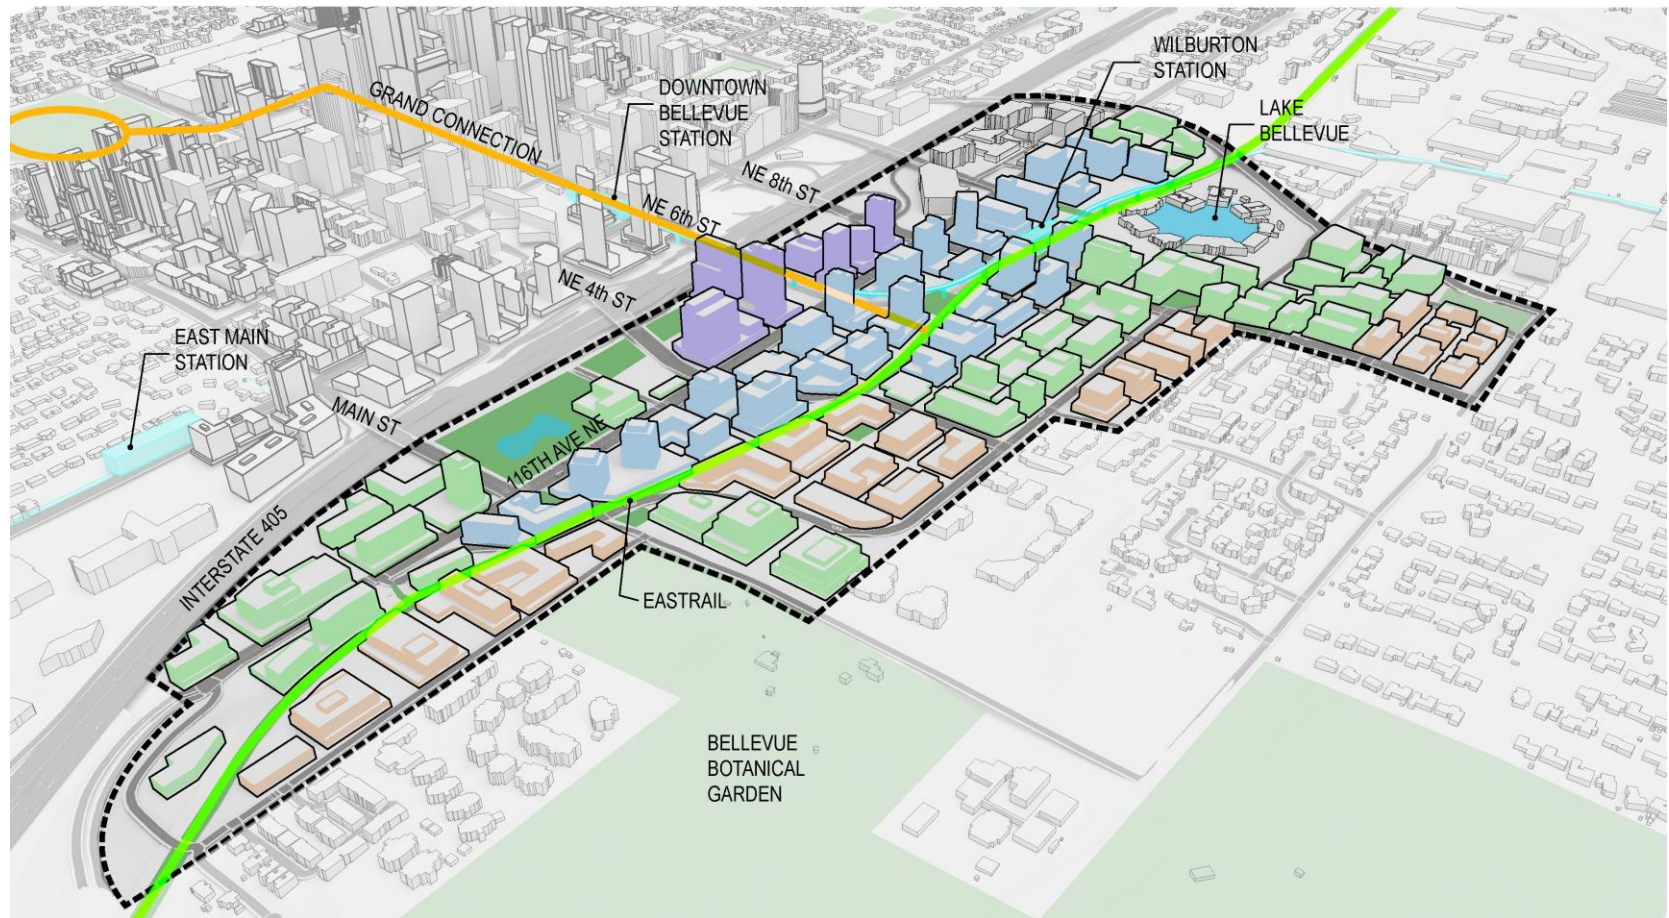 WILBURTON
STATION
DOWNTOWN
BELLEVUE
STATION
GRAND CONNECTION
LAKE
BELLEVUE
NE 8th ST
NE 6th ST
NE 4th ST
EAST MAIN
STATION
MAIN ST
116TH AVE NE
INTERSTATE 405
EASTRAIL
BELLEVUE
BOTANICAL
GARDEN